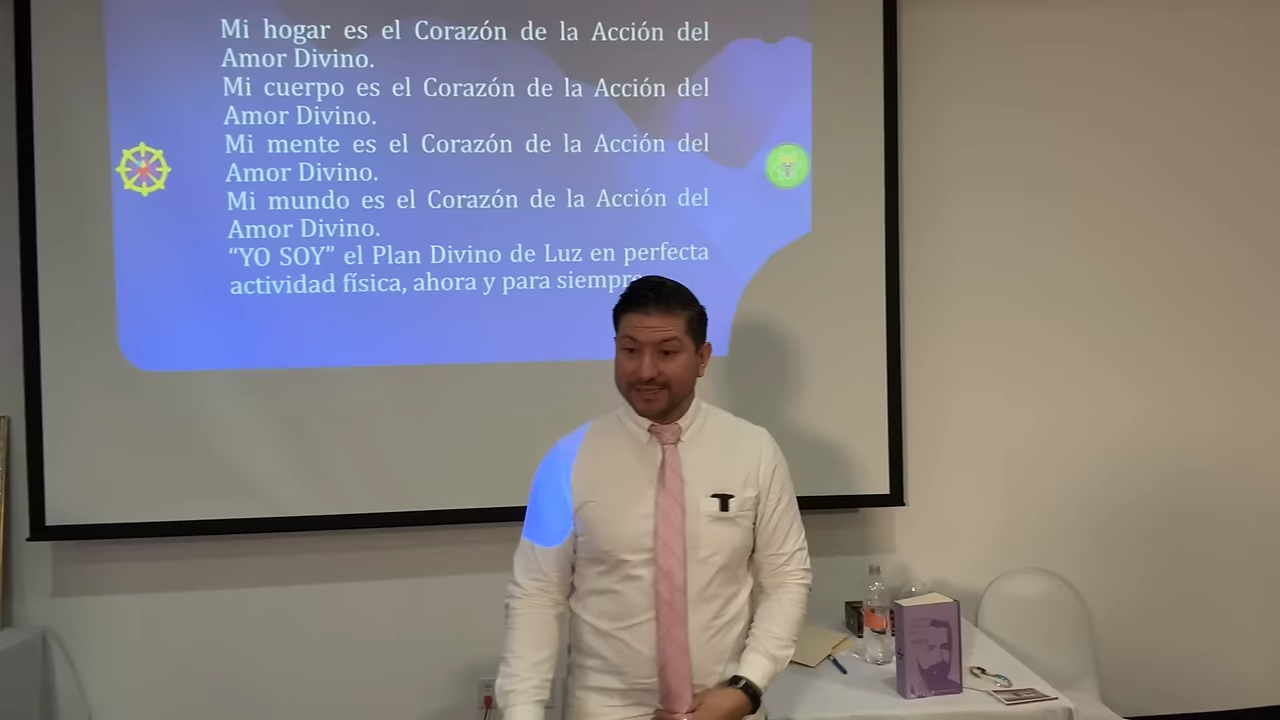 Mi hogar es el Corazón de la Acción del
Amor Divino.
Mi cuerpo es el Corazón de la Acción del
Amor Divino.
Mi mente es el Corazón de la Acción del
Amor Divino.
Mi mundo es el Corazón de la Acción del
Amor Divino.
“YO SOY” el Plan Divino de Luz en perfecta
actividad física, ahora y para siempre